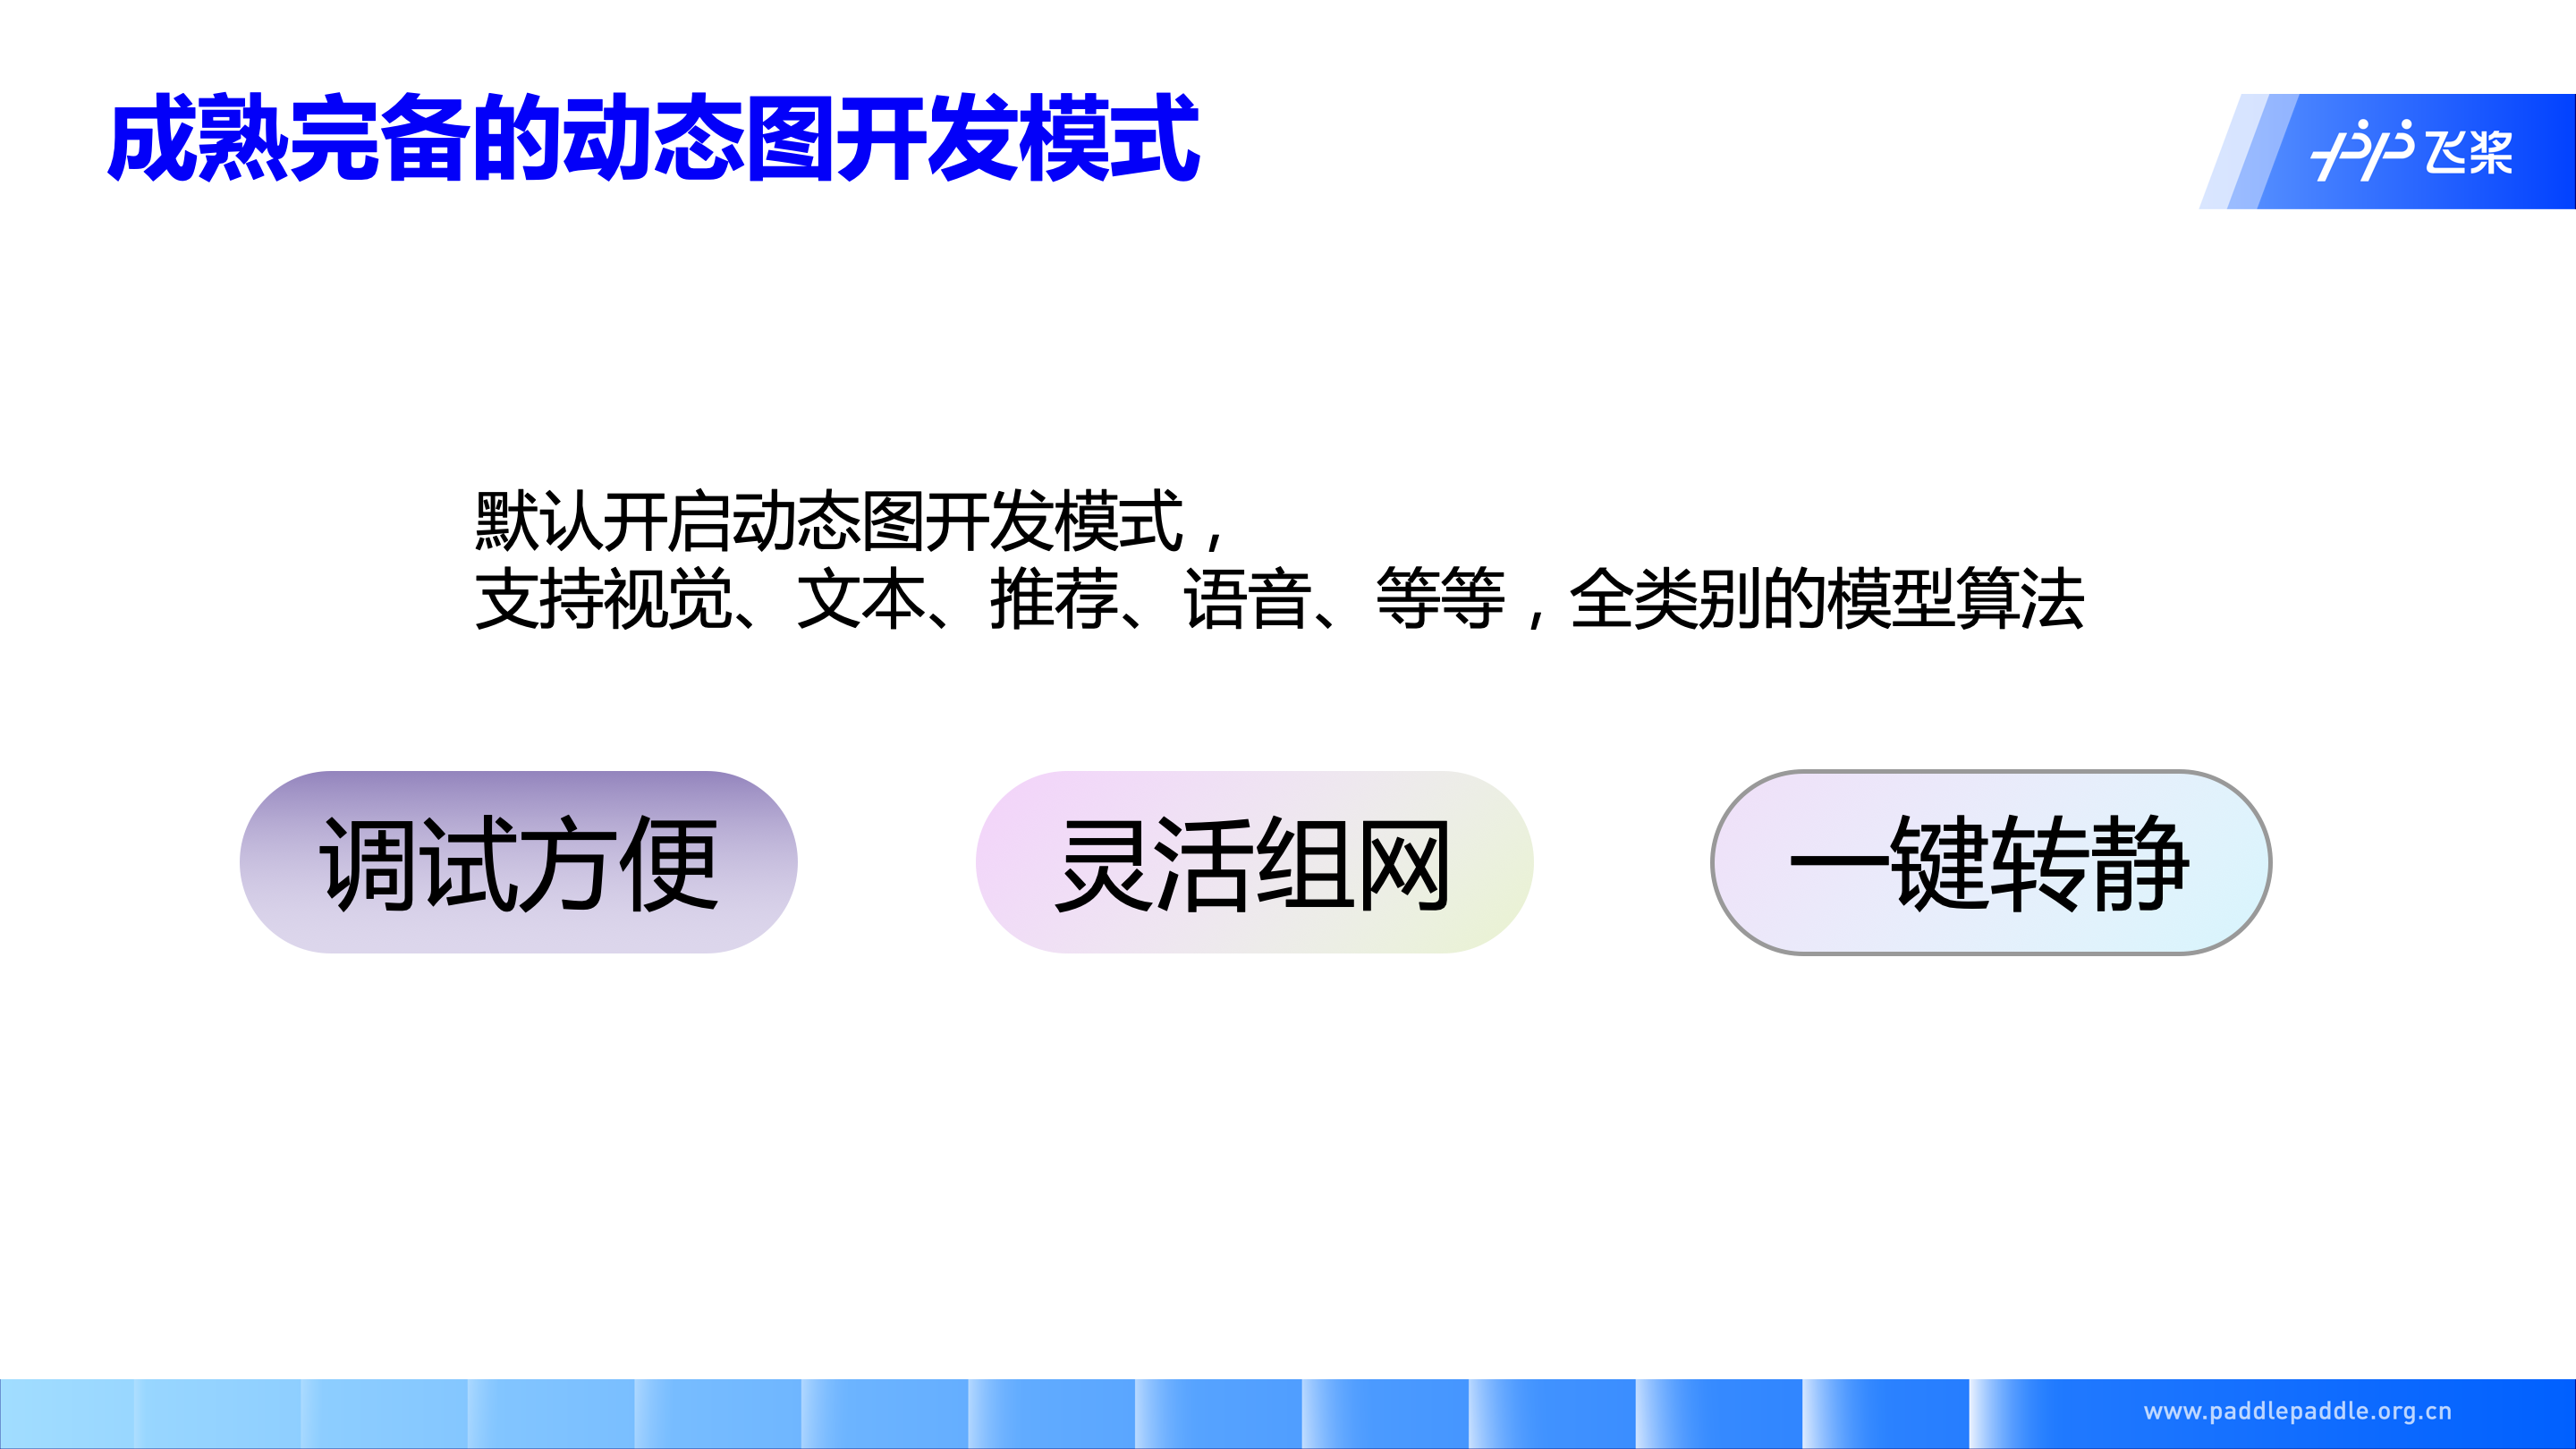 成熟完备的动态图开发模式
飞桨
默认开启动态图开发模式，
支持视觉、文本、推荐、语音、等等，全类别的模型算法
调试方便
灵活组网
一键转静
www.paddlepaddle.org.cn